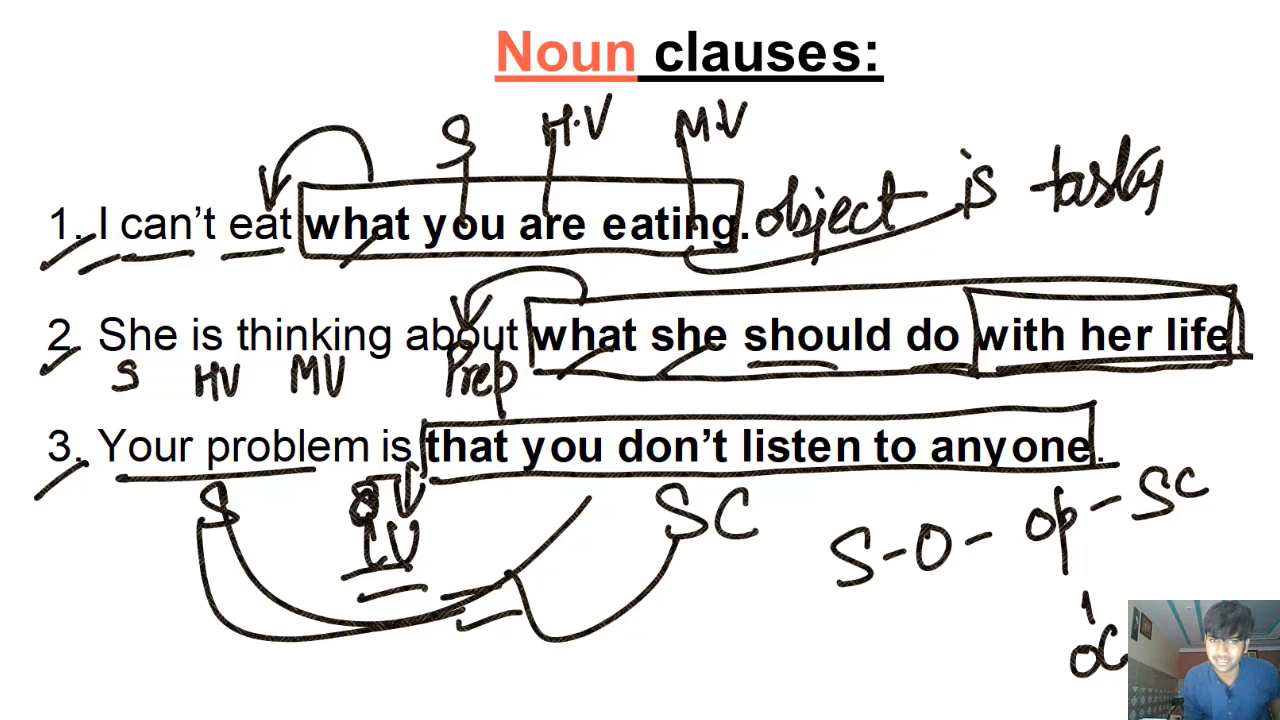 Noun clauses:
S H.V M.V
1. I can't eat what you are eating. object is tasky
2. She is thinking about what she should do with her life
S HV MV Prep
3. Your problem is that you don't listen to anyone.
S LV SC S-O- op-SC
OC